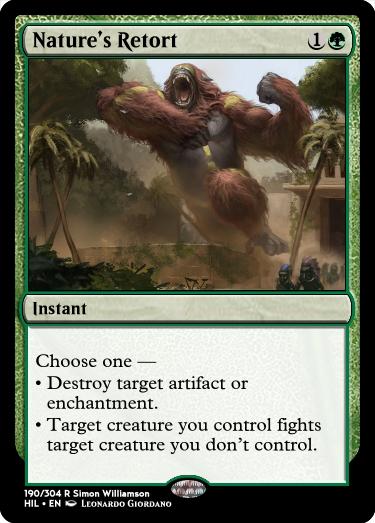 Nature's Retort 1
Instant
Choose one —
• Destroy target artifact or
enchantment.
• Target creature you control fights
target creature you don't control.
190/304 R Simon Williamson
HIL • EN Leonardo Giordano